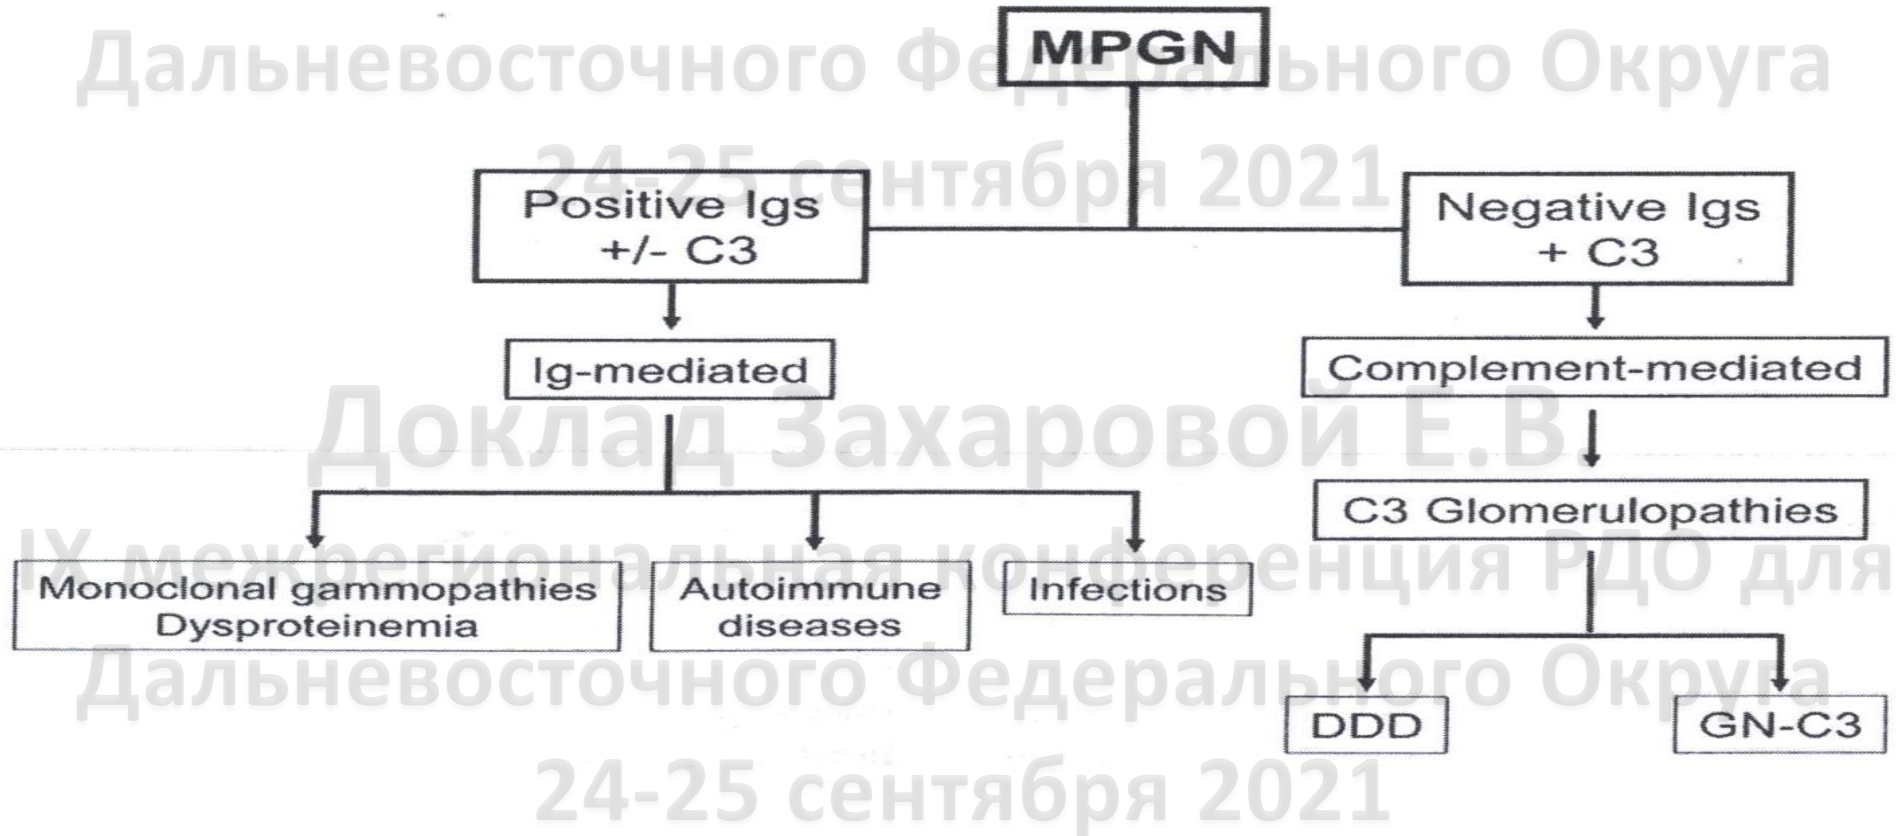 MPGN
Дальневосточного Федерального Округа
24-25 сентября 2021
Positive Igs
+/- C3
Negative Igs
+ C3
Ig-mediated
Complement-mediated
Доклад Захаровой Е.В
C3 Glomerulopathies
IX межрегиональная конференция РДО для
Monoclonal gammopathies
Dysproteinemia
Autoimmune
diseases
Infections
Дальневосточного Федерального Округа
DDD
GN-C3
24-25 сентября 2021